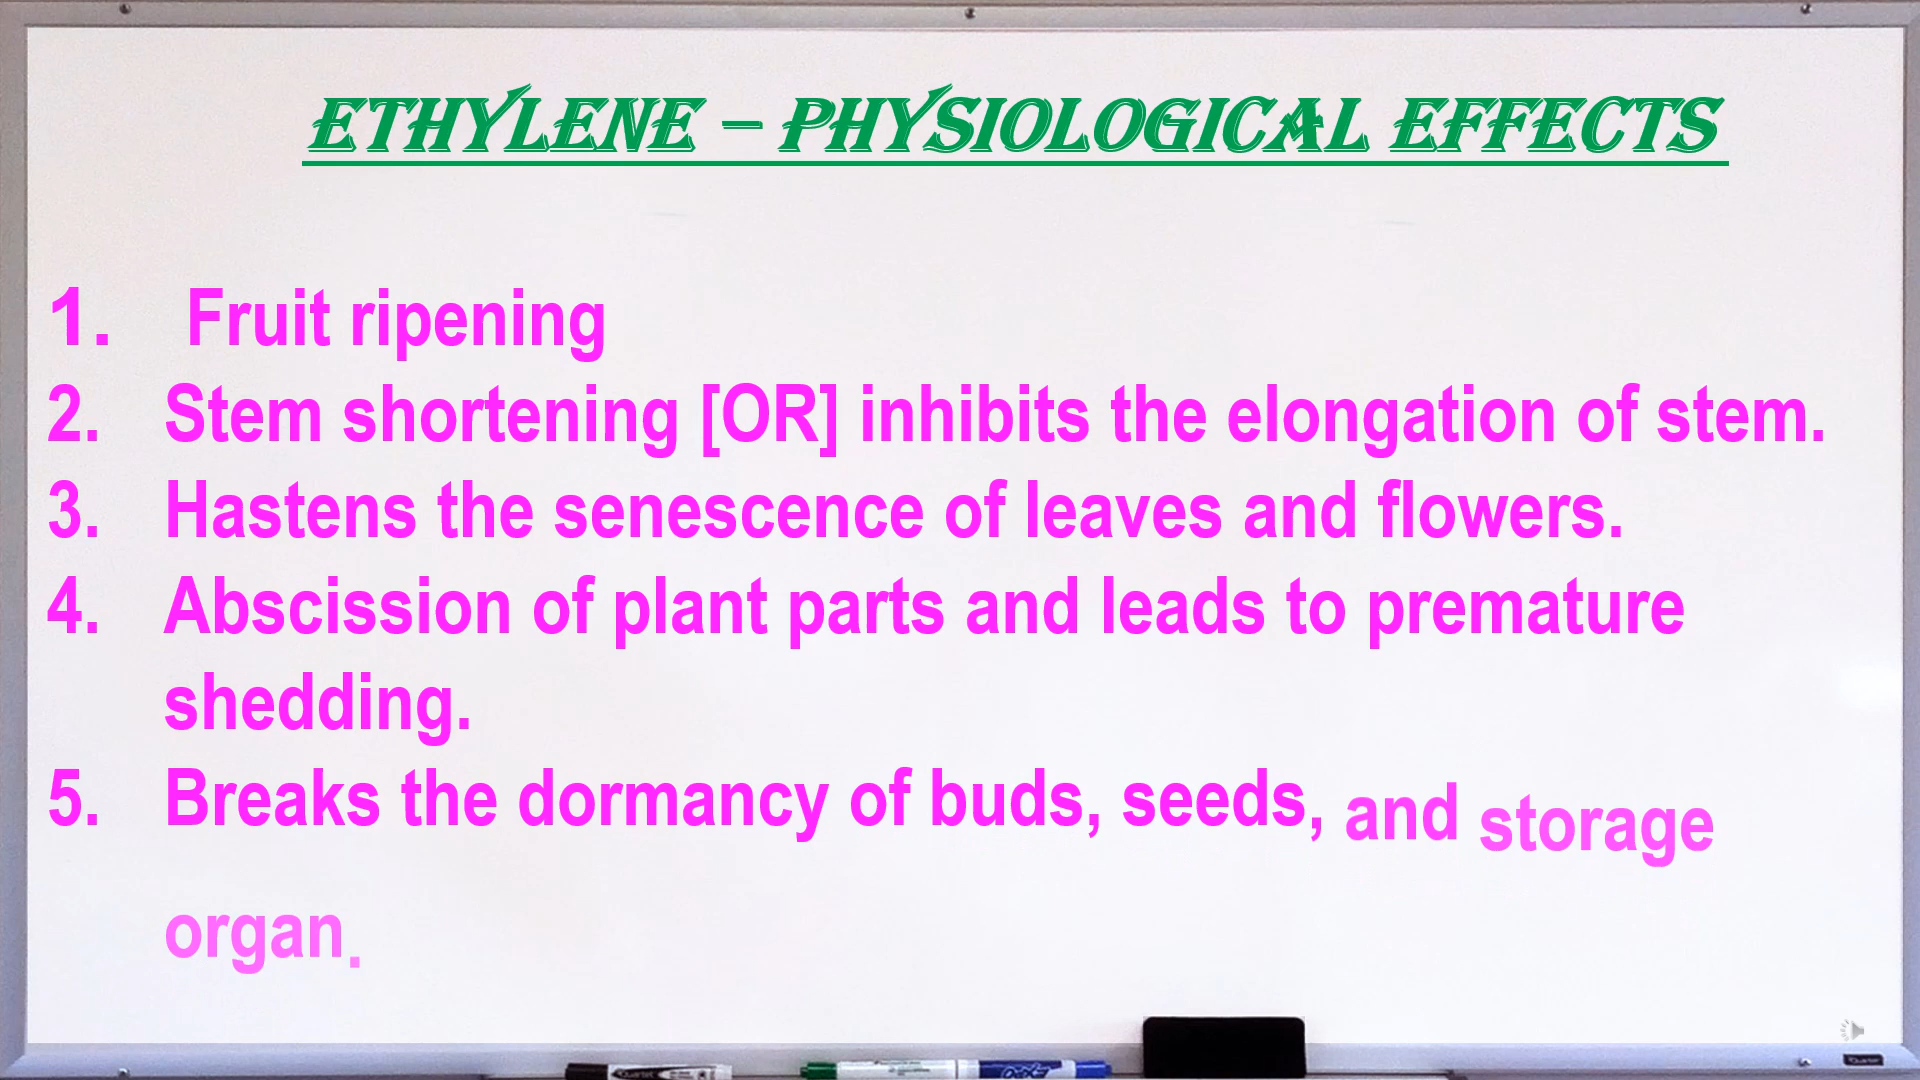 ETHYLENE – PHYSIOLOGICAL EFFECTS
1. Fruit ripening
2. Stem shortening [OR] inhibits the elongation of stem.
3. Hastens the senescence of leaves and flowers.
4. Abscission of plant parts and leads to premature
shedding.
5. Breaks the dormancy of buds, seeds, and storage
organ.